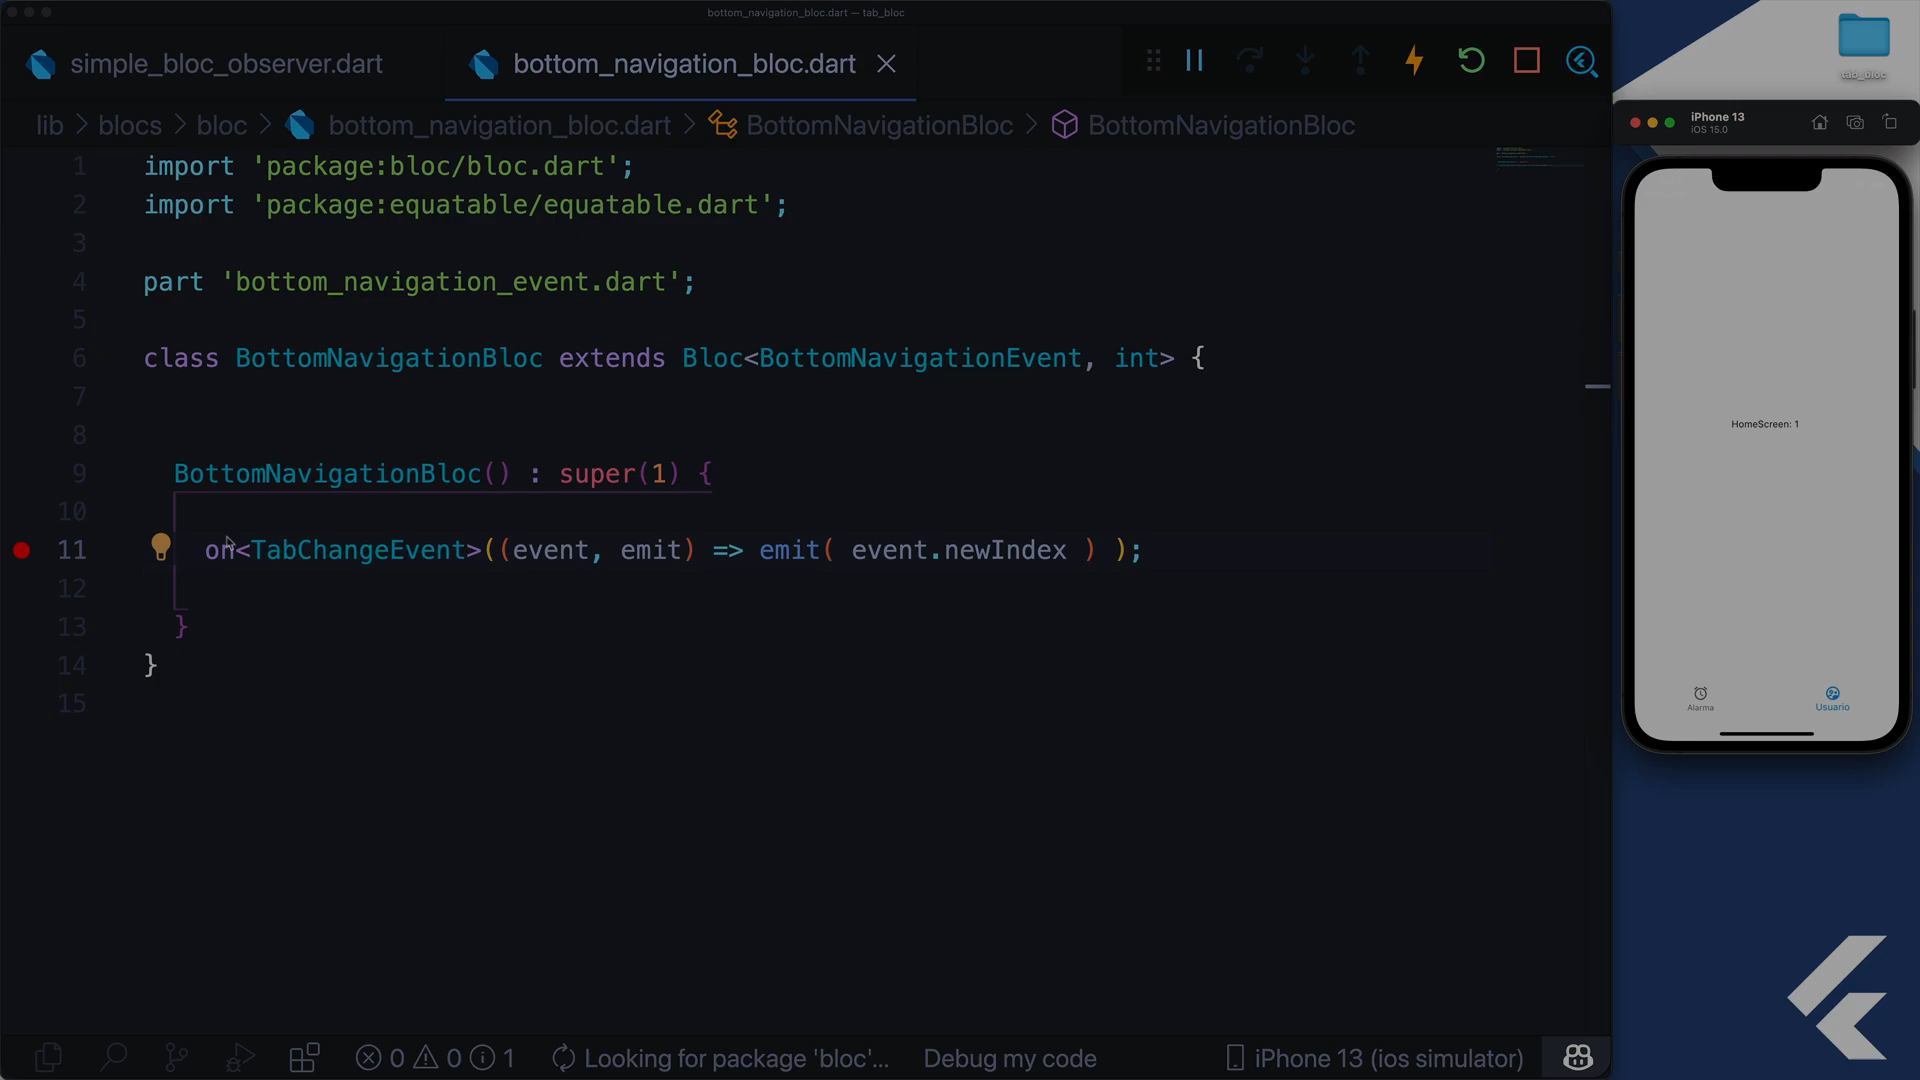 bottom_navigation_bloc.dart — tab_bloc
simple_bloc_observer.dart
bottom_navigation_bloc.dart
lib > blocs > bloc > bottom_navigation_bloc.dart > BottomNavigationBloc > BottomNavigationBloc
1 import 'package:bloc/bloc.dart';
2 import 'package:equatable/equatable.dart';
3
4 part 'bottom_navigation_event.dart';
5
6 class BottomNavigationBloc extends Bloc<BottomNavigationEvent, int> {
7
8
9 BottomNavigationBloc() : super(1) {
10
11 on<TabChangeEvent>((event, emit) => emit( event.newIndex ) );
12
13 }
14 }
15
0 0 1 Looking for package 'bloc'... Debug my code iPhone 13 (ios simulator)
tab_bloc
iPhone 13
iOS 15.0
HomeScreen: 1
Alarma
Usuario